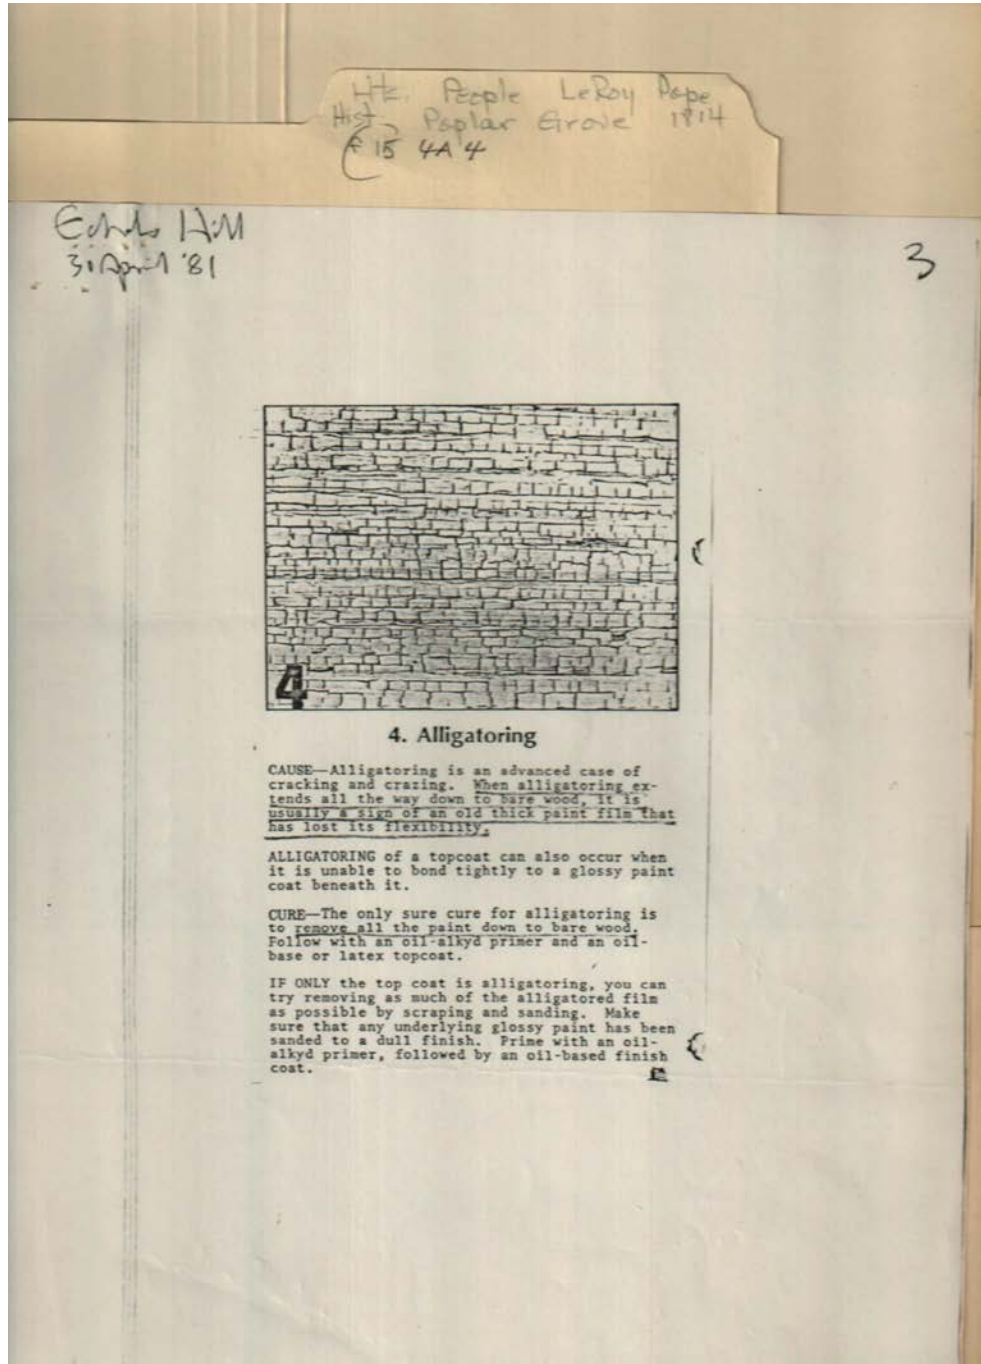 Hist. People LeRoy Pope
Hist Poplar Grove 1814
F 15 4A 4
Echols Hill
3 April '81
3
4
4. Alligatoring
CAUSE—Alligatoring is an advanced case of
cracking and crazing. When alligatoring ex-
tends all the way down to bare wood, it is
usually a sign of an old thick paint film that
has lost its flexibility.
ALLIGATORING of a topcoat can also occur when
it is unable to bond tightly to a glossy paint
coat beneath it.
CURE—The only sure cure for alligatoring is
to remove all the paint down to bare wood.
Follow with an oil-alkyd primer and an oil-
base or latex topcoat.
IF ONLY the top coat is alligatoring, you can
try removing as much of the alligatored film
as possible by scraping and sanding. Make
sure that any underlying glossy paint has been
sanded to a dull finish. Prime with an oil-
alkyd primer, followed by an oil-based finish
coat.